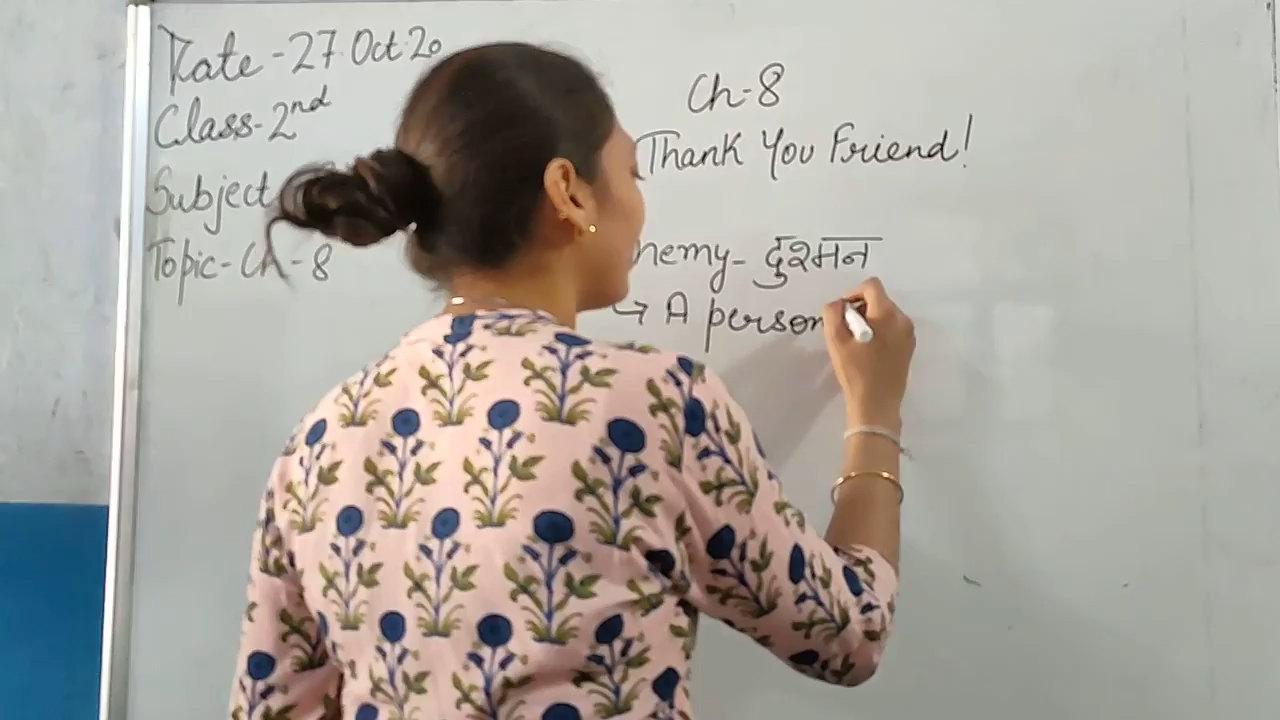 Date - 27 Oct. 20
Class - 2nd
Subject
Topic - Ch - 8
Ch - 8
Thank You Friend!
nemy - दुश्मन
→ A person